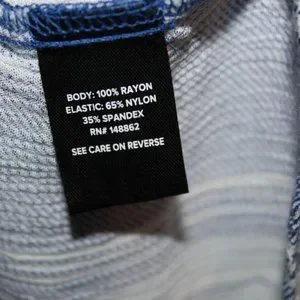 BODY: 100% RAYON
ELASTIC: 65% NYLON
35% SPANDEX
RN# 148862
SEE CARE ON REVERSE